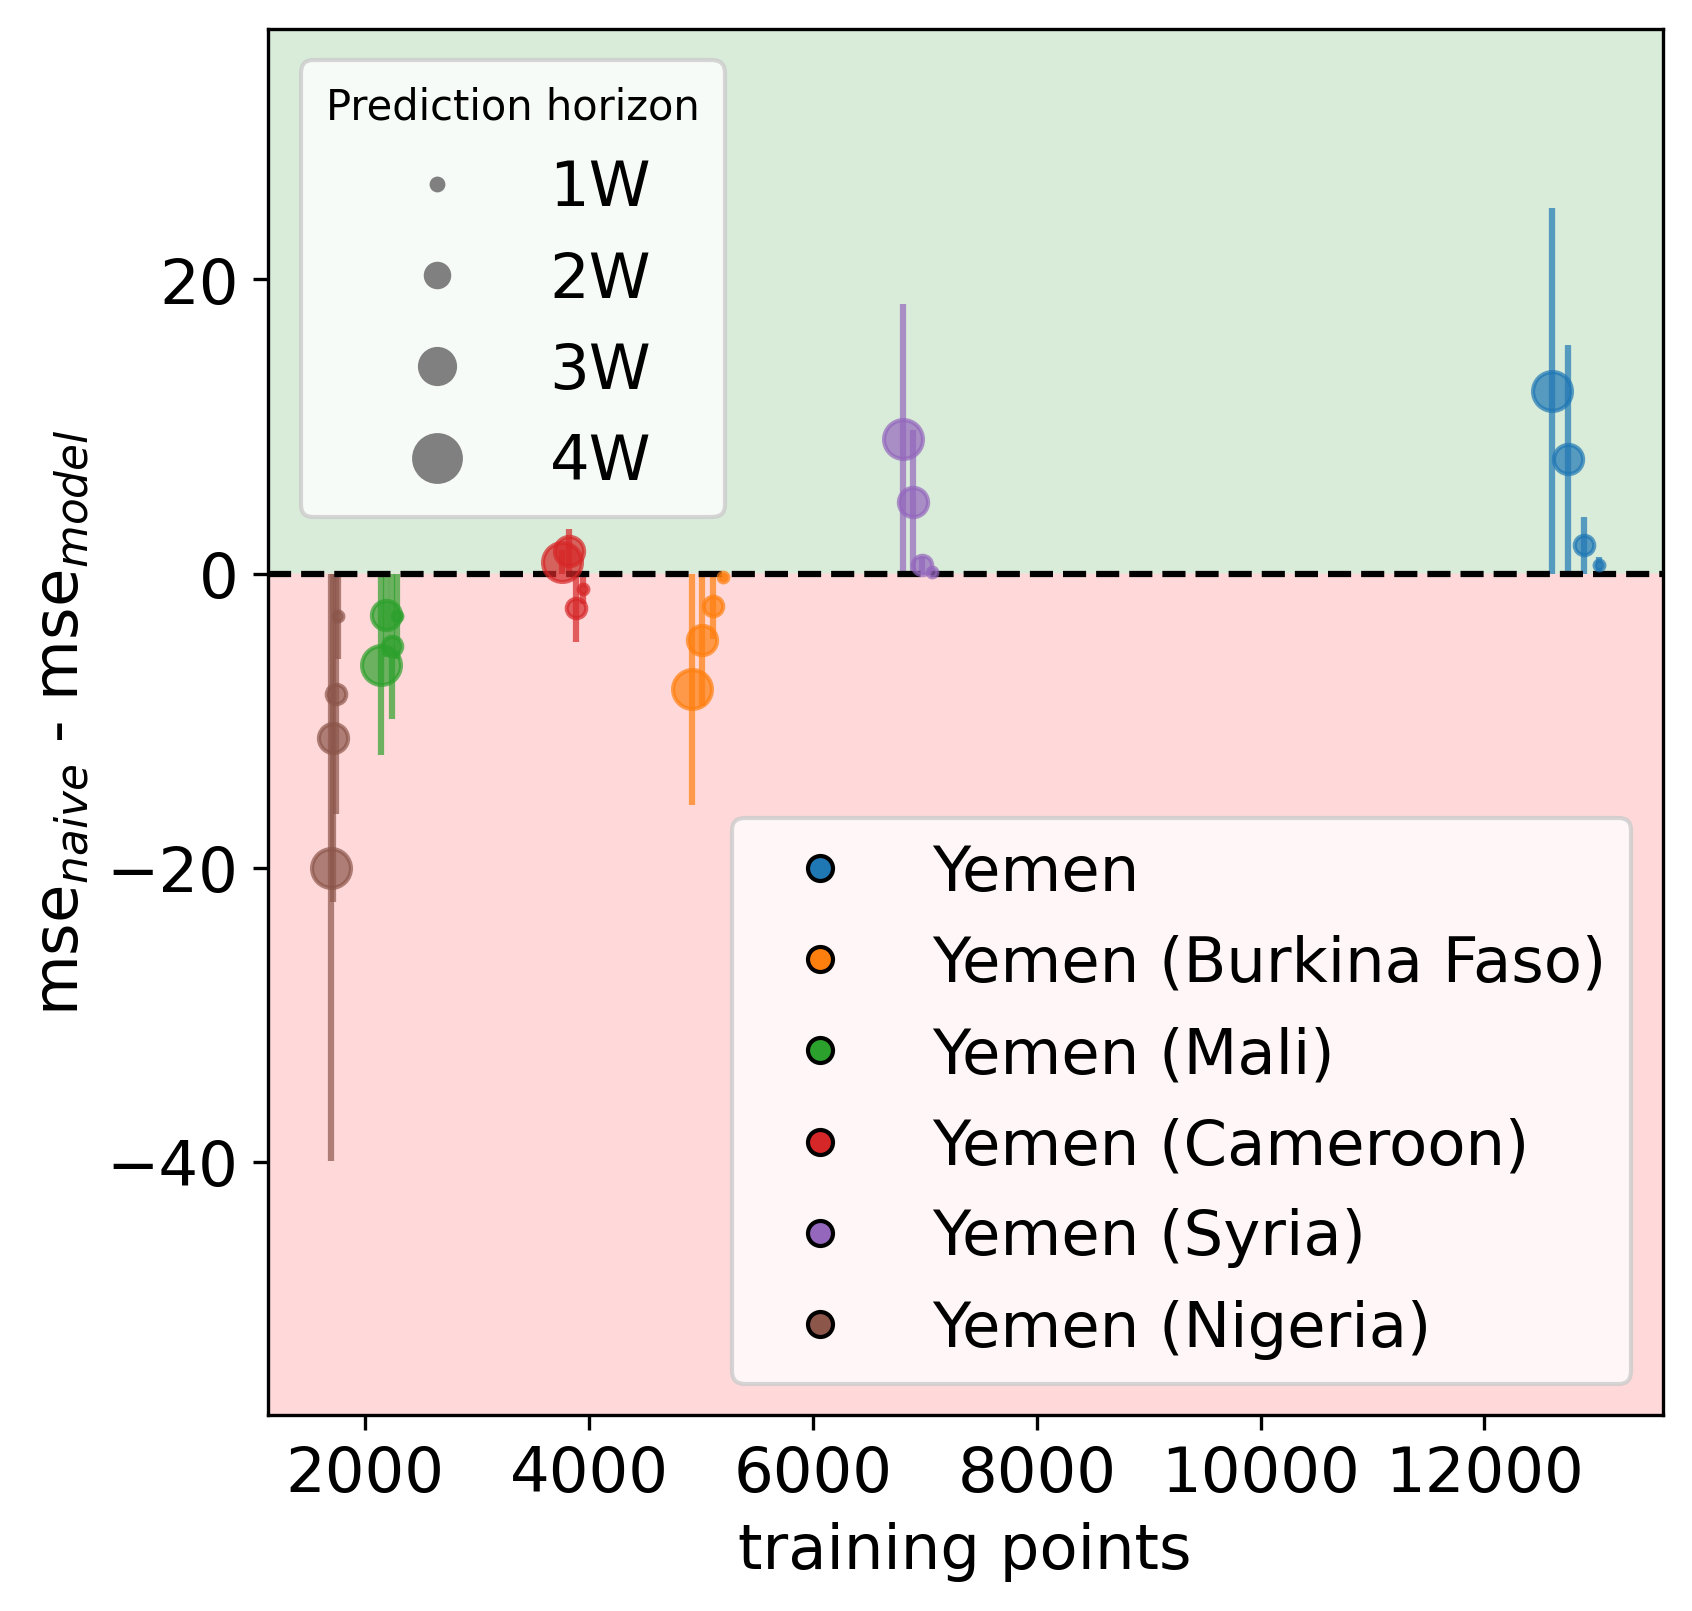 Prediction horizon
1W
2W
3W
4W
20
0
−20
−40
mse_naive - mse_model
Yemen
Yemen (Burkina Faso)
Yemen (Mali)
Yemen (Cameroon)
Yemen (Syria)
Yemen (Nigeria)
2000 4000 6000 8000 10000 12000
training points